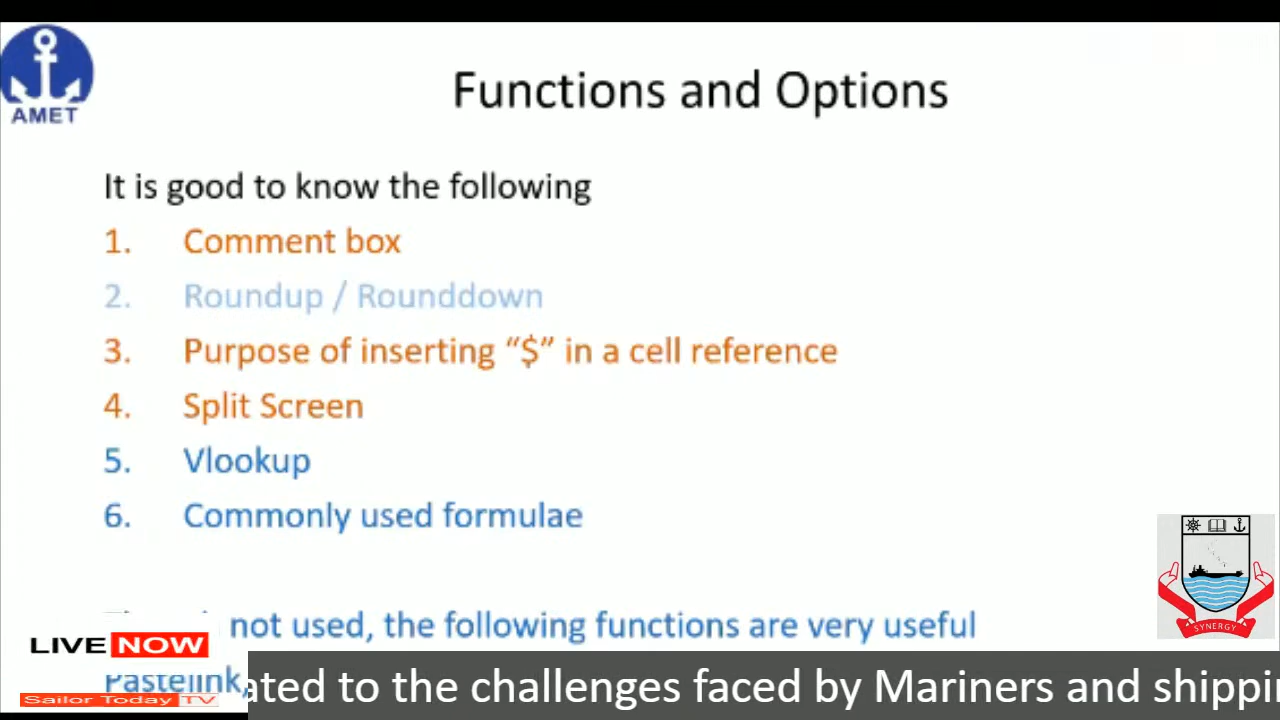 AMET
Functions and Options
It is good to know the following
1. Comment box
2. Roundup / Rounddown
3. Purpose of inserting “$” in a cell reference
4. Split Screen
5. Vlookup
6. Commonly used formulae
not used, the following functions are very useful
Pastelink,
SYNERGY
LIVE NOW
Sailor Today TV
to the challenges faced by Mariners and